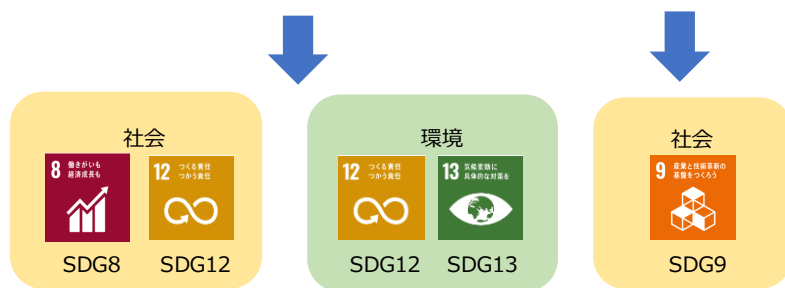 社会
8 働きがいも
経済成長も
12 つくる責任
つかう責任
SDG8 SDG12
環境
12 つくる責任
つかう責任
13 気候変動に
具体的な対策を
SDG12 SDG13
社会
9 産業と技術革新の
基盤をつくろう
SDG9